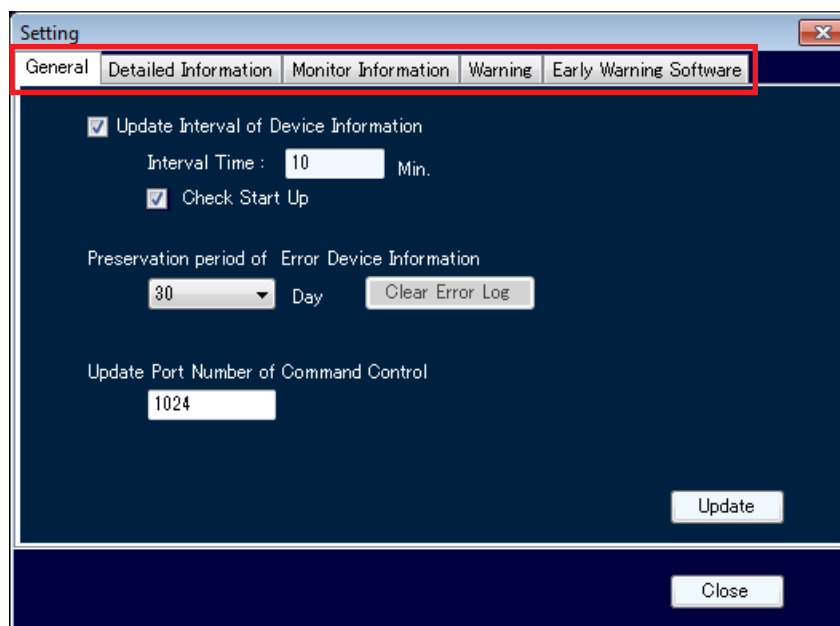 Setting
General Detailed Information Monitor Information Warning Early Warning Software
Update Interval of Device Information
Interval Time : 10 Min.
Check Start Up
Preservation period of Error Device Information
30 Day Clear Error Log
Update Port Number of Command Control
1024
Update
Close